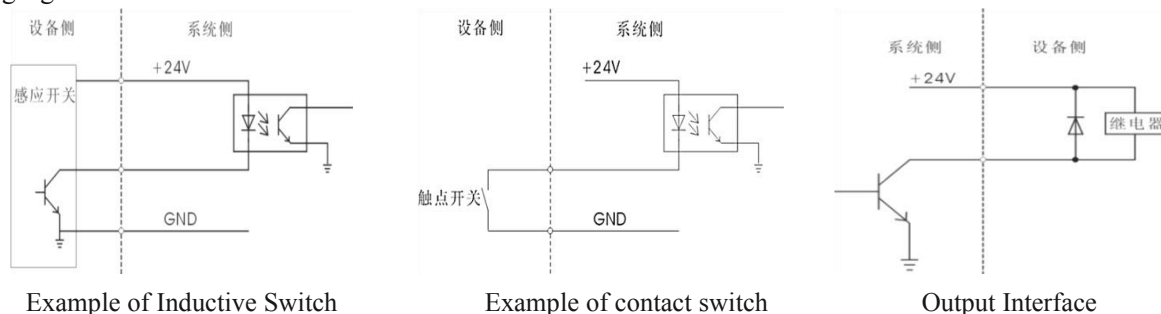 设备侧 系统侧
+24V
感应开关
GND
Example of Inductive Switch
设备侧 系统侧
+24V
触点开关
GND
Example of contact switch
系统侧 设备侧
+24V
继电器
Output Interface